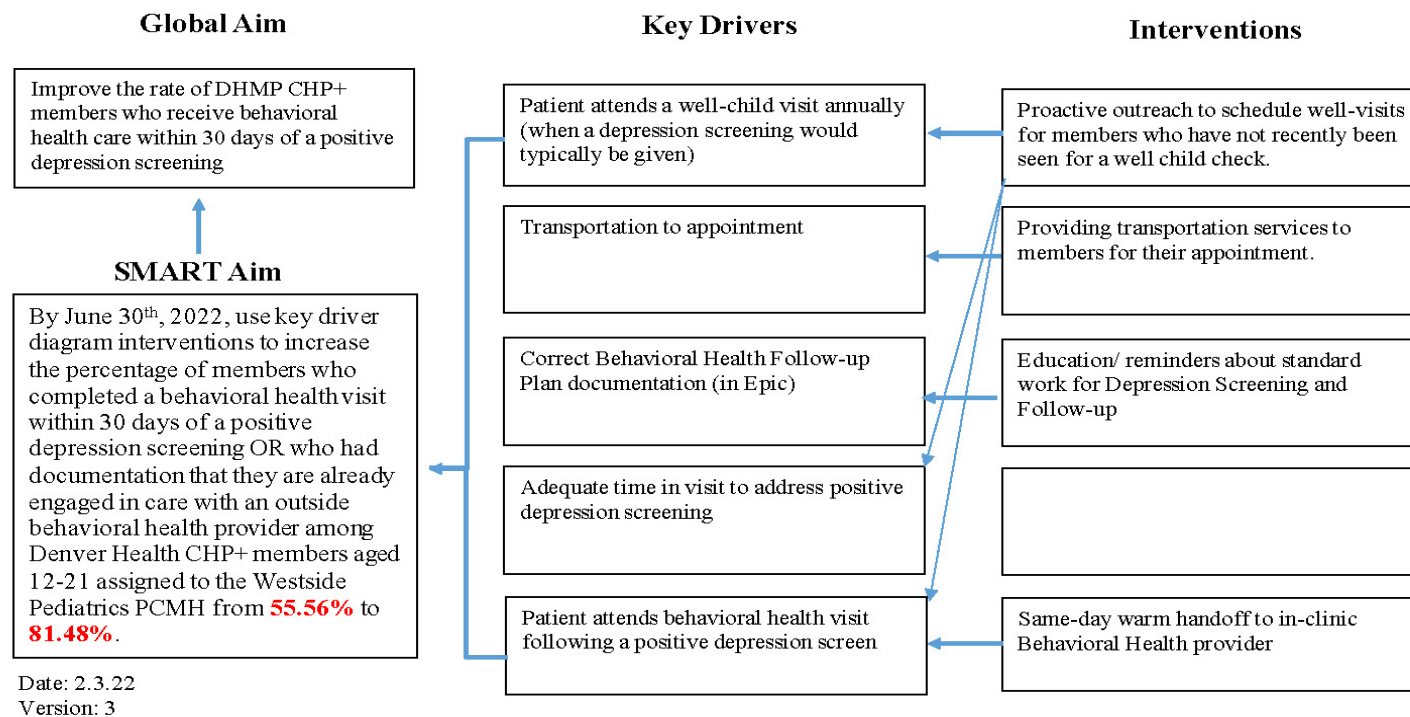 Global Aim
Improve the rate of DHMP CHP+
members who receive behavioral
health care within 30 days of a positive
depression screening
SMART Aim
By June 30th, 2022, use key driver
diagram interventions to increase
the percentage of members who
completed a behavioral health visit
within 30 days of a positive
depression screening OR who had
documentation that they are already
engaged in care with an outside
behavioral health provider among
Denver Health CHP+ members aged
12-21 assigned to the Westside
Pediatrics PCMH from 55.56% to
81.48%.
Date: 2.3.22
Version: 3
Key Drivers
Patient attends a well-child visit annually
(when a depression screening would
typically be given)
Transportation to appointment
Correct Behavioral Health Follow-up
Plan documentation (in Epic)
Adequate time in visit to address positive
depression screening
Patient attends behavioral health visit
following a positive depression screen
Interventions
Proactive outreach to schedule well-visits
for members who have not recently been
seen for a well child check.
Providing transportation services to
members for their appointment.
Education/ reminders about standard
work for Depression Screening and
Follow-up
Same-day warm handoff to in-clinic
Behavioral Health provider